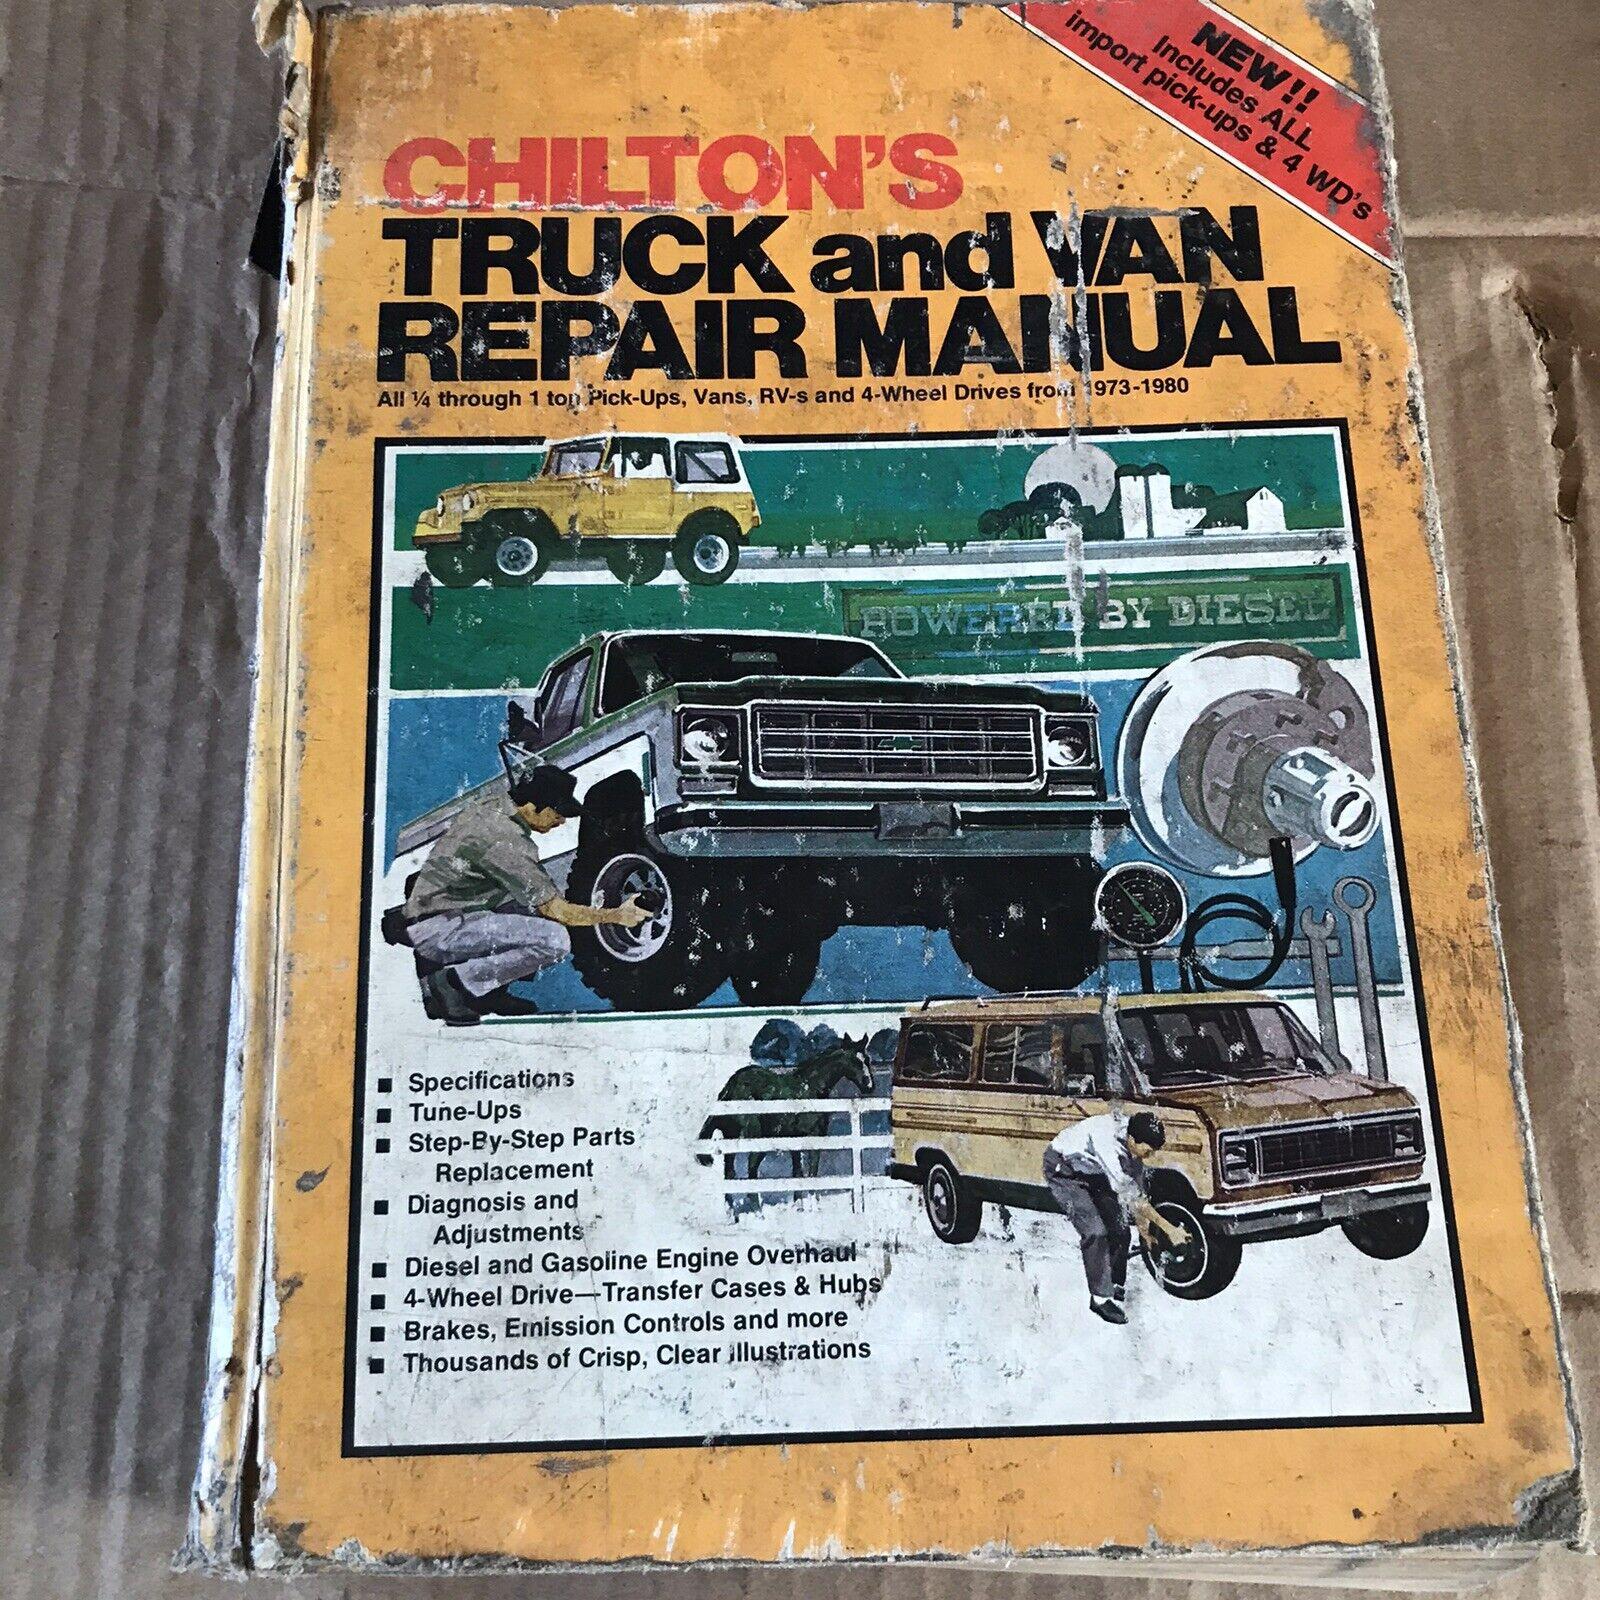 NEW!!
Includes ALL
import pick-ups & 4 WD's
CHILTON'S
TRUCK and VAN
REPAIR MANUAL
All ¼ through 1 ton Pick-Ups, Vans, RV-s and 4-Wheel Drives from 1973-1980
POWERED BY DIESEL
■ Specifications
■ Tune-Ups
■ Step-By-Step Parts
Replacement
■ Diagnosis and
Adjustments
■ Diesel and Gasoline Engine Overhaul
■ 4-Wheel Drive—Transfer Cases & Hubs
■ Brakes, Emission Controls and more
■ Thousands of Crisp, Clear Illustrations